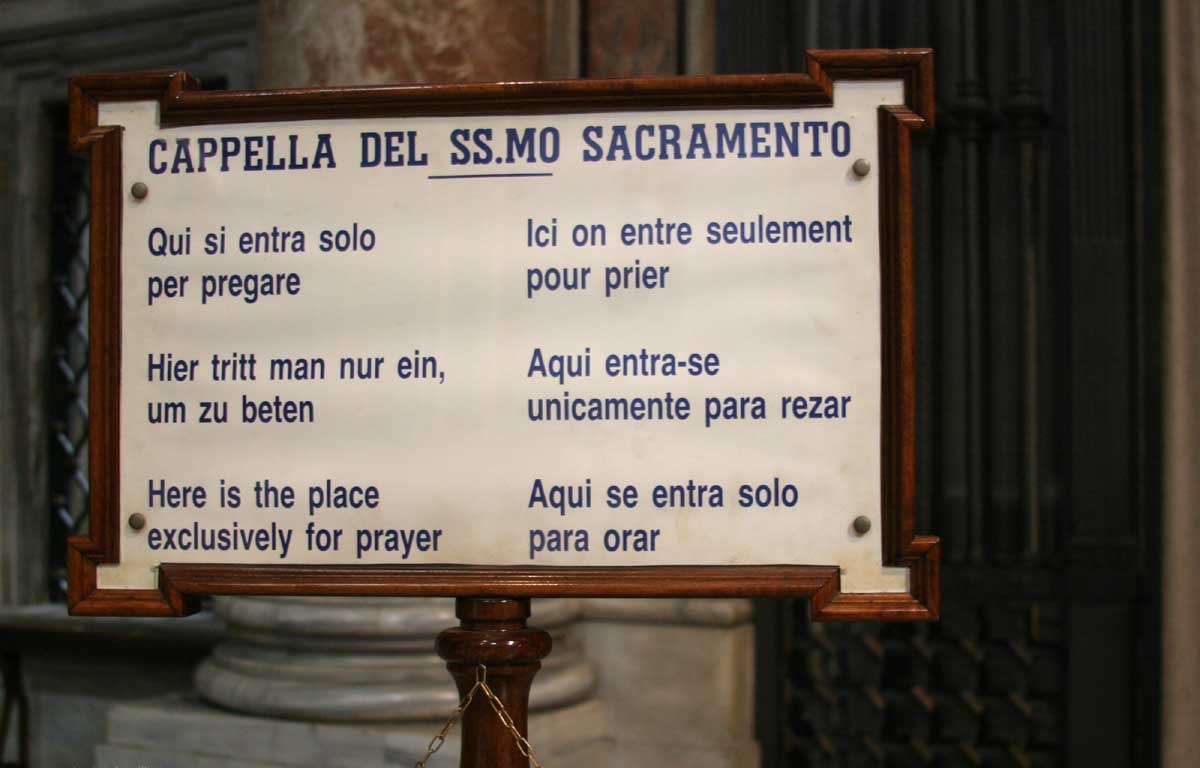 CAPPELLA DEL SS.MO SACRAMENTO
Qui si entra solo
per pregare
Ici on entre seulement
pour prier
Hier tritt man nur ein,
um zu beten
Aqui entra-se
unicamente para rezar
Here is the place
exclusively for prayer
Aqui se entra solo
para orar